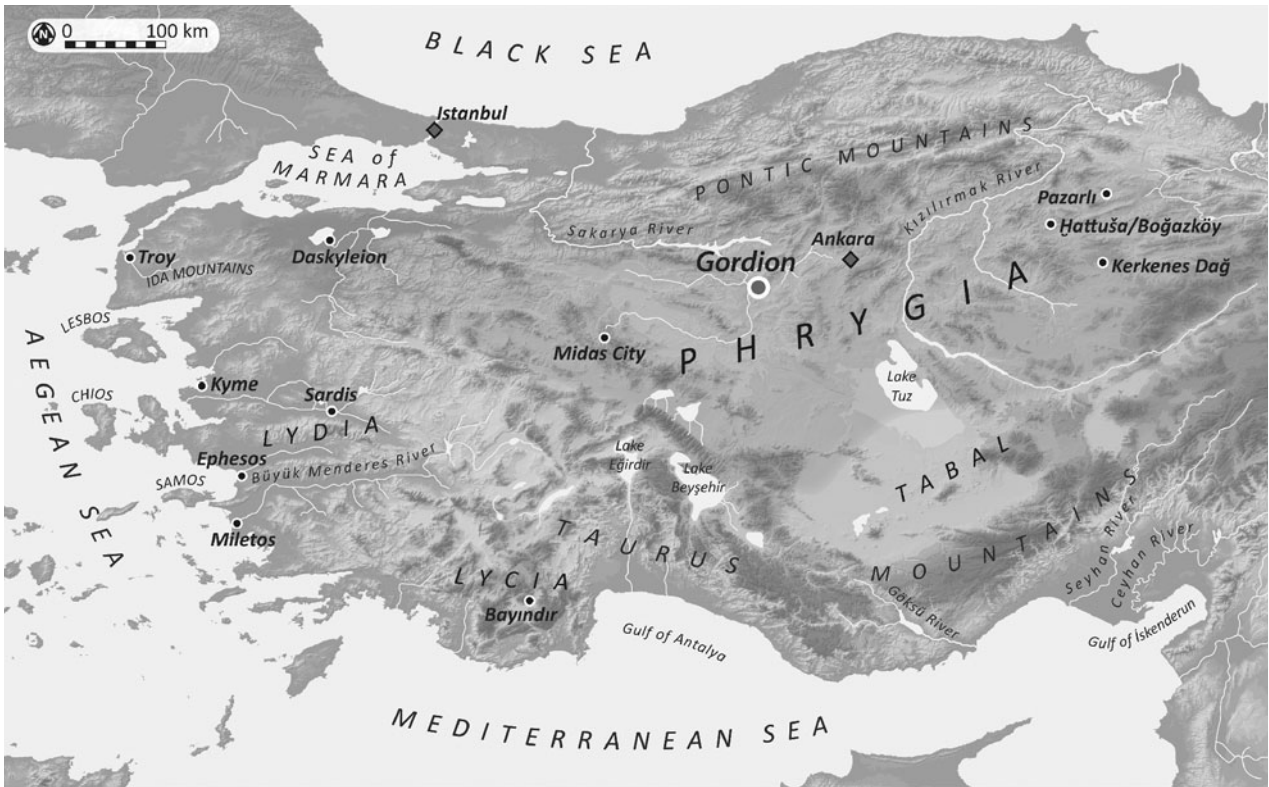 N
0 100 km
BLACK SEA
Istanbul
SEA of
MARMARA
PONTIC MOUNTAINS
Kızılırmak River
Pazarlı
Ḫattuša/Boğazköy
Sakarya River
Ankara
Troy
Daskyleion
IDA MOUNTAINS
Gordion
Kerkenes Dağ
PHRYGIA
LESBOS
AEGEAN SEA
Midas City
Lake
Tuz
Kyme
CHIOS
Sardis
LYDIA
Ephesos
Büyük Menderes River
Lake
Eğirdir
Lake
Beyşehir
TABAL
SAMOS
Miletos
TAURUS
MOUNTAINS
Seyhan River
Ceyhan River
LYCIA
Bayındır
Göksü River
Gulf of Antalya
Gulf of İskenderun
MEDITERRANEAN SEA